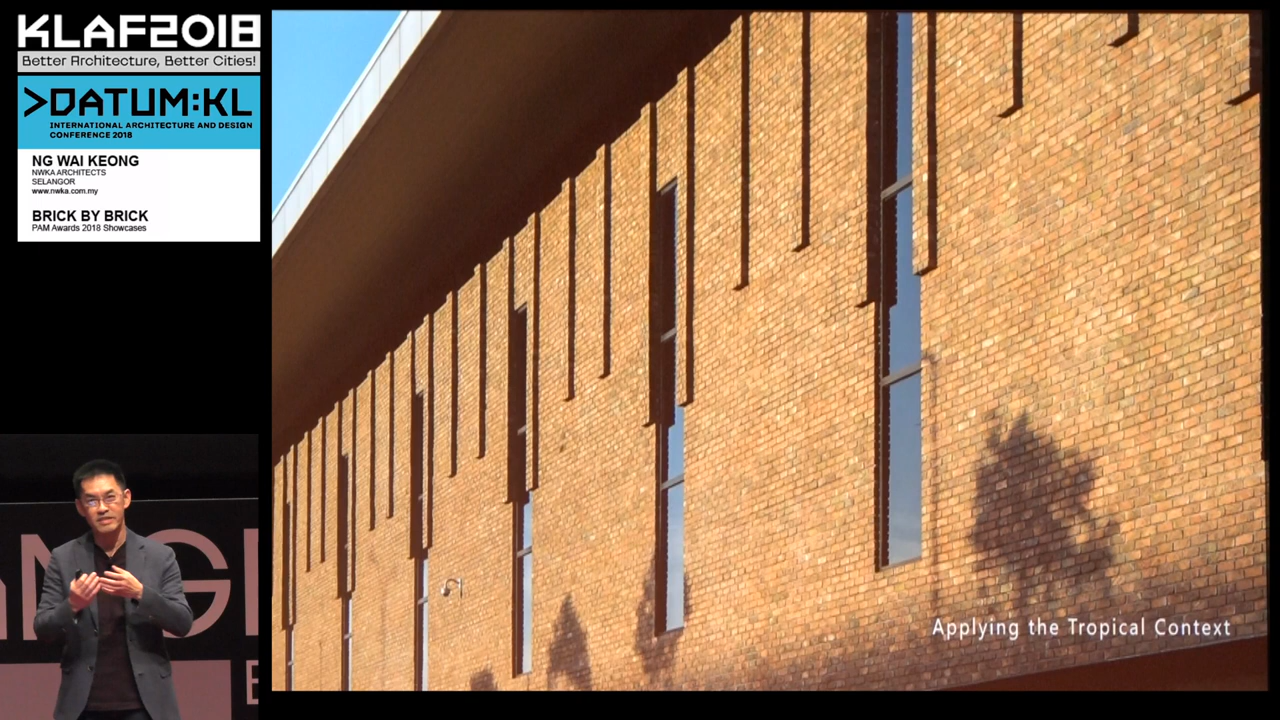 KLAF2018
Better Architecture, Better Cities!
>DATUM:KL
INTERNATIONAL ARCHITECTURE AND DESIGN
CONFERENCE 2018
NG WAI KEONG
NWKA ARCHITECTS
SELANGOR
www.nwka.com.my
BRICK BY BRICK
PAM Awards 2018 Showcases
Applying the Tropical Context